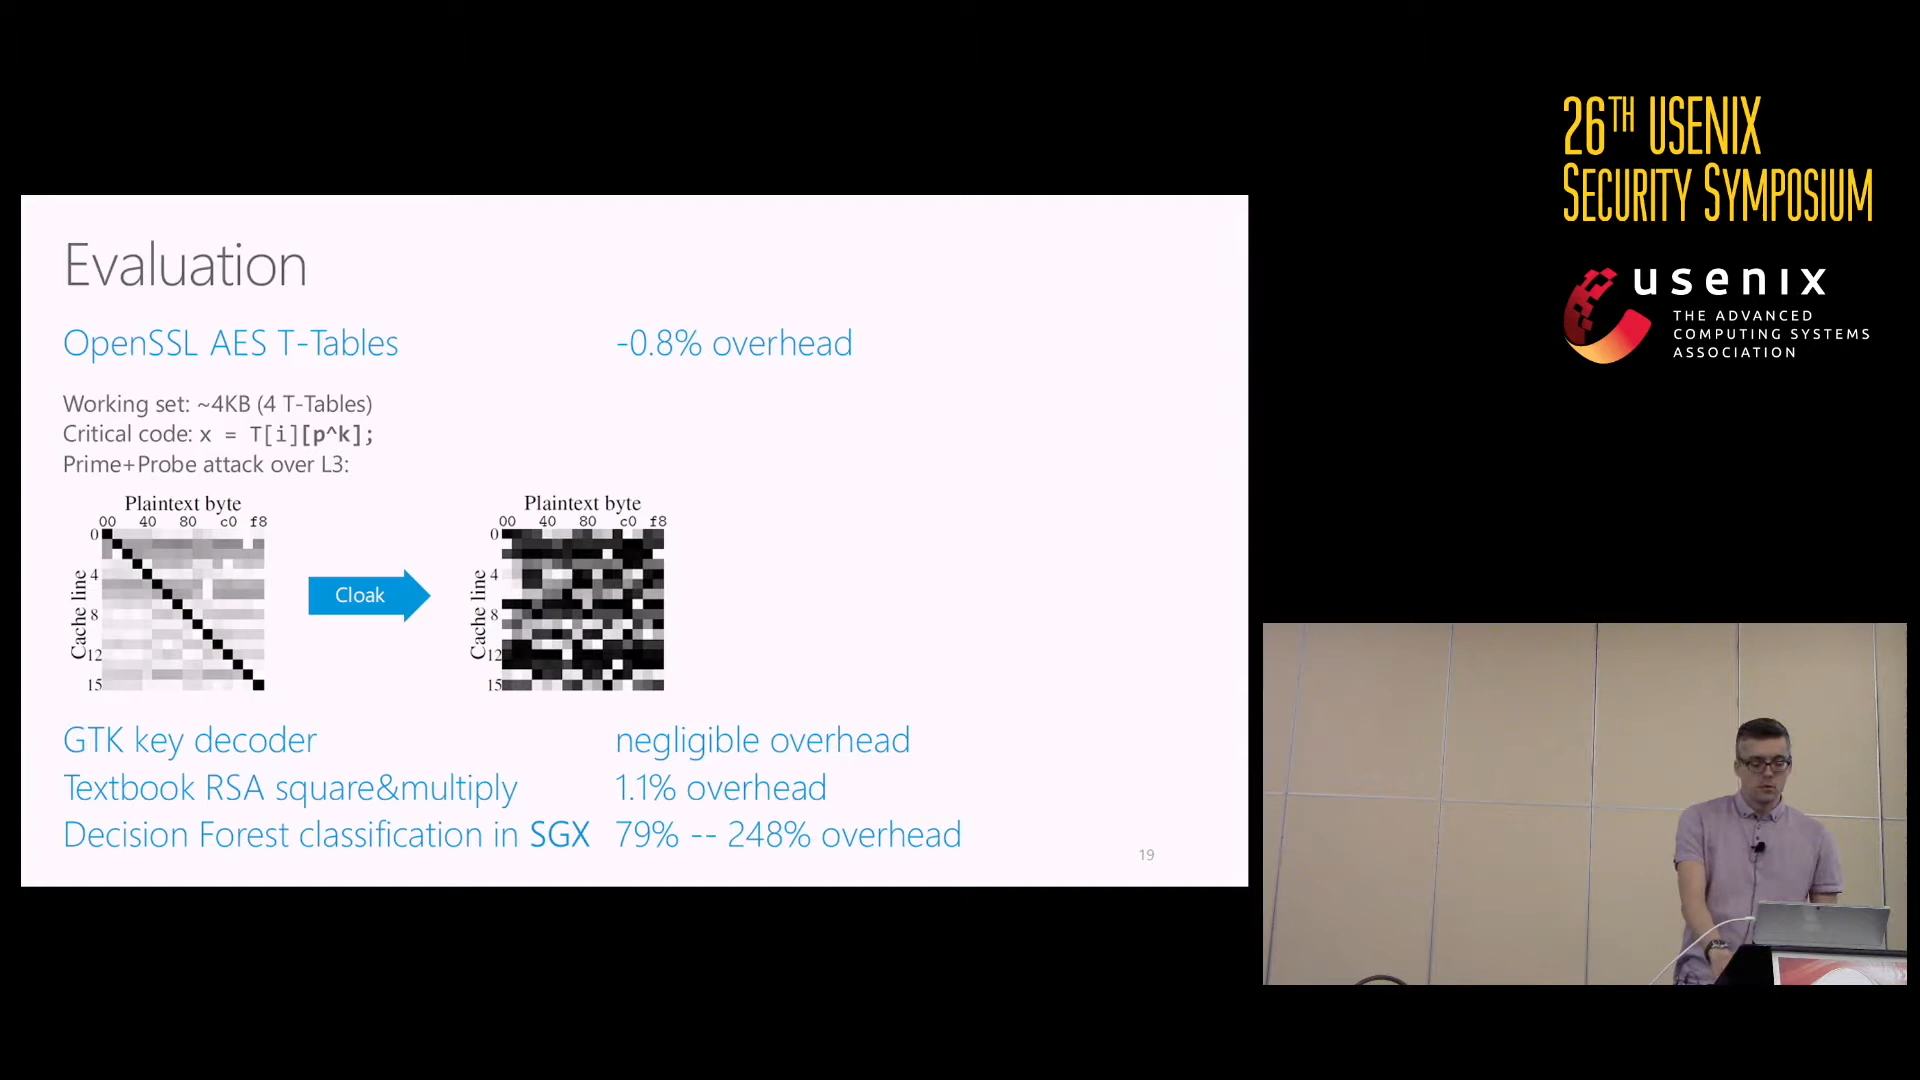 26TH USENIX
SECURITY SYMPOSIUM
usenix
THE ADVANCED
COMPUTING SYSTEMS
ASSOCIATION
Evaluation
OpenSSL AES T-Tables -0.8% overhead
Working set: ~4KB (4 T-Tables)
Critical code: x = T[i][p^k];
Prime+Probe attack over L3:
Plaintext byte
00 40 80 c0 f8
Cache line
0
4
8
12
15
Cloak
Plaintext byte
00 40 80 c0 f8
Cache line
0
4
8
12
15
GTK key decoder negligible overhead
Textbook RSA square&multiply 1.1% overhead
Decision Forest classification in SGX 79% -- 248% overhead
19